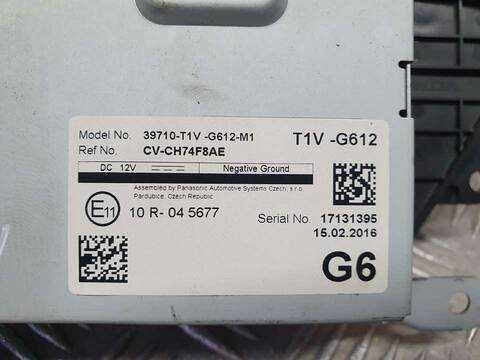 Model No. 39710-T1V -G612-M1 T1V -G612
Ref No. CV-CH74F8AE
DC 12V Negative Ground
Assembled by Panasonic Automotive Systems Czech, s.r.o.
Pardubice, Czech Republic
E11 10 R- 04 5677
Serial No. 17131395
15.02.2016
G6